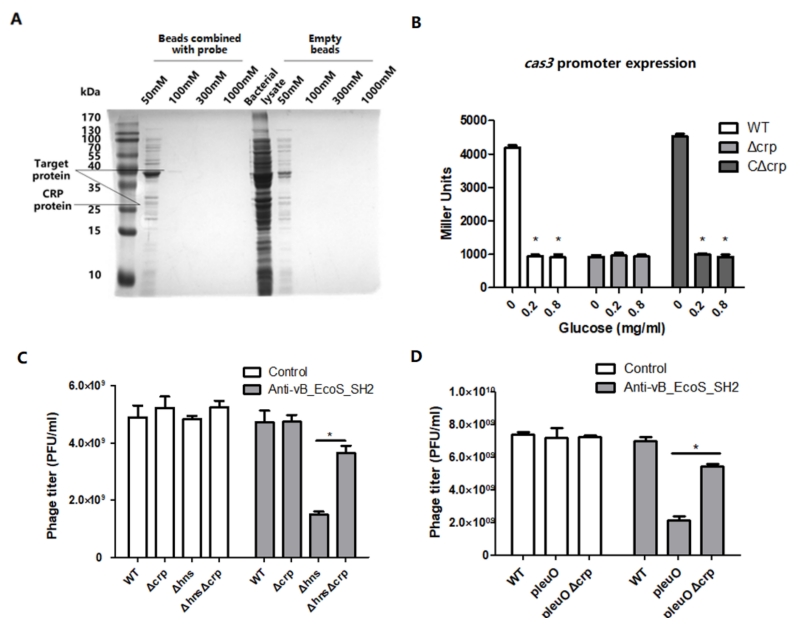 A
Beads combined with probe
Empty beads
50mM
100mM
300mM
1000mM
Bacterial lysate
50mM
100mM
300mM
1000mM
kDa
170
130
100
70
55
40
35
25
15
10
Target protein
CRP protein
B
cas3 promoter expression
WT
Δcrp
CΔcrp
Miller Units
5000
4000
3000
2000
1000
0
* * * *
0 0.2 0.8 0 0.2 0.8 0 0.2 0.8
Glucose (mg/ml)
C
Control
Anti-vB_EcoS_SH2
Phage titer (PFU/ml)
6.0×10⁹
4.0×10⁹
2.0×10⁹
0
*
WT Δcrp Δhns ΔhnsΔcrp WT Δcrp Δhns ΔhnsΔcrp
D
Control
Anti-vB_EcoS_SH2
Phage titer (PFU/ml)
1.0×10¹⁰
8.0×10⁰⁹
6.0×10⁰⁹
4.0×10⁰⁹
2.0×10⁰⁹
0
*
WT pleuO pleuOΔcrp WT pleuO pleuOΔcrp